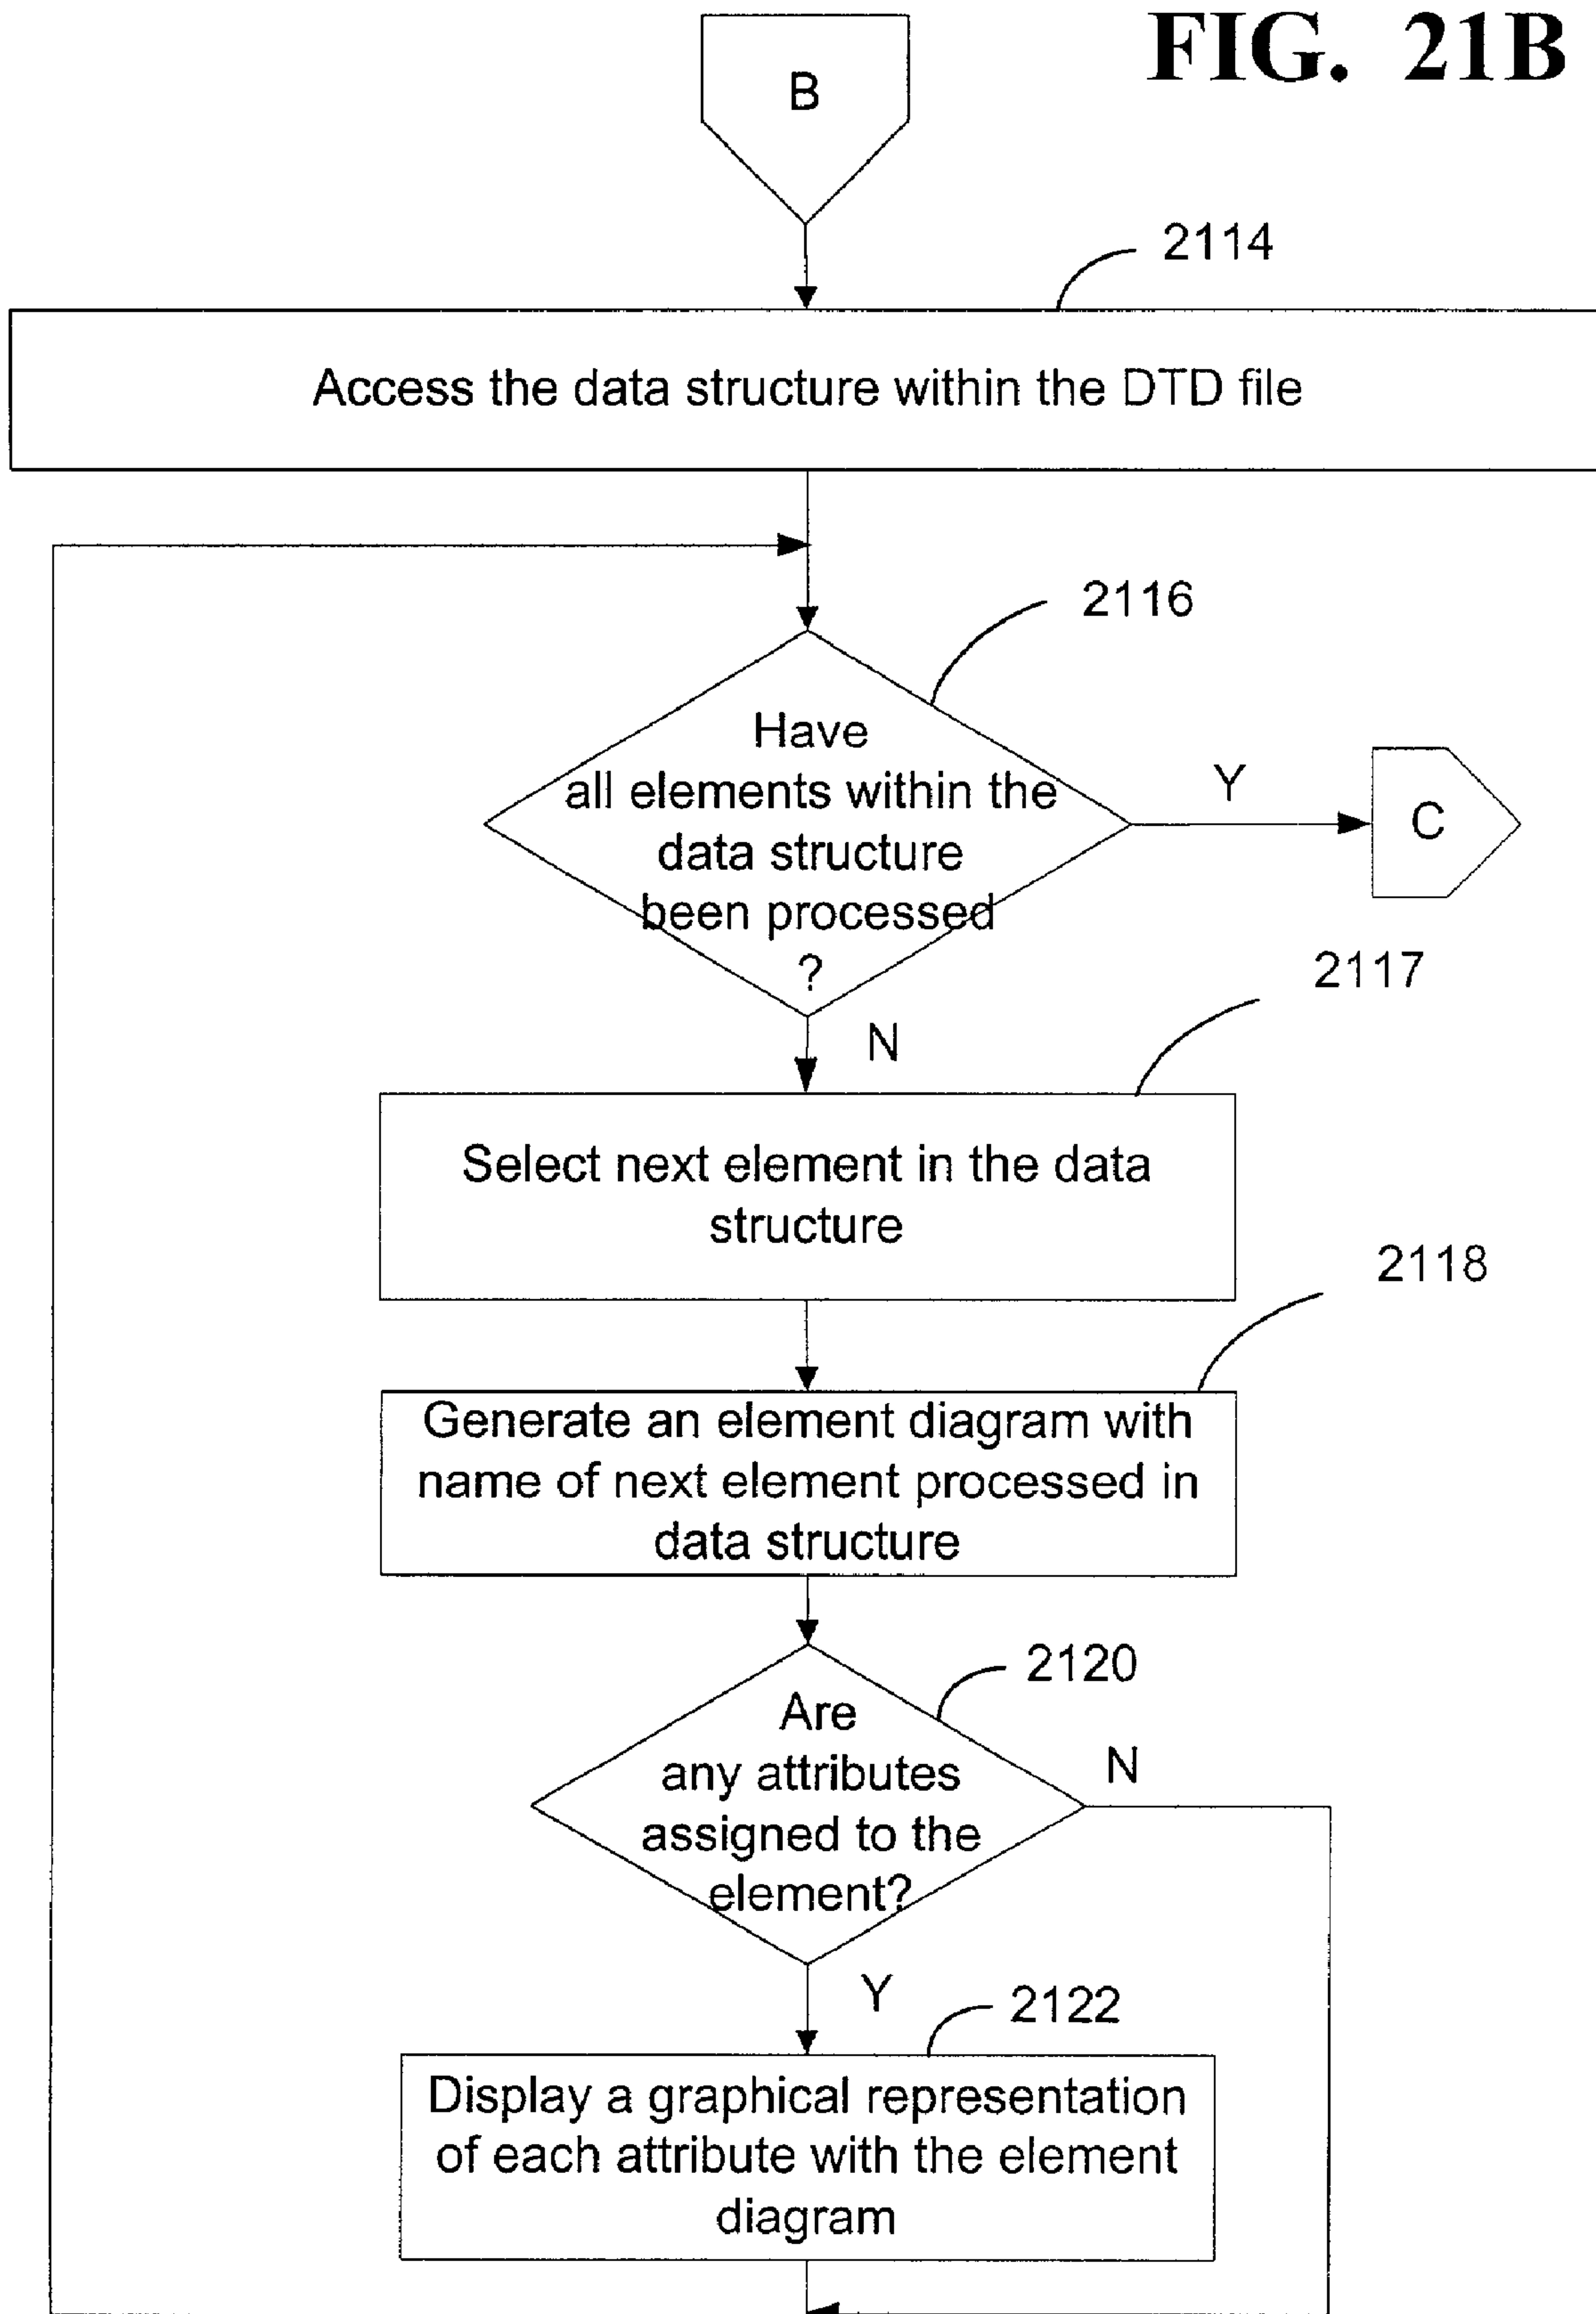 FIG. 21B
B
2114
Access the data structure within the DTD file
2116
Have
all elements within the
data structure
been processed
?
Y
C
N
2117
Select next element in the data
structure
2118
Generate an element diagram with
name of next element processed in
data structure
2120
Are
any attributes
assigned to the
element?
N
Y
2122
Display a graphical representation
of each attribute with the element
diagram